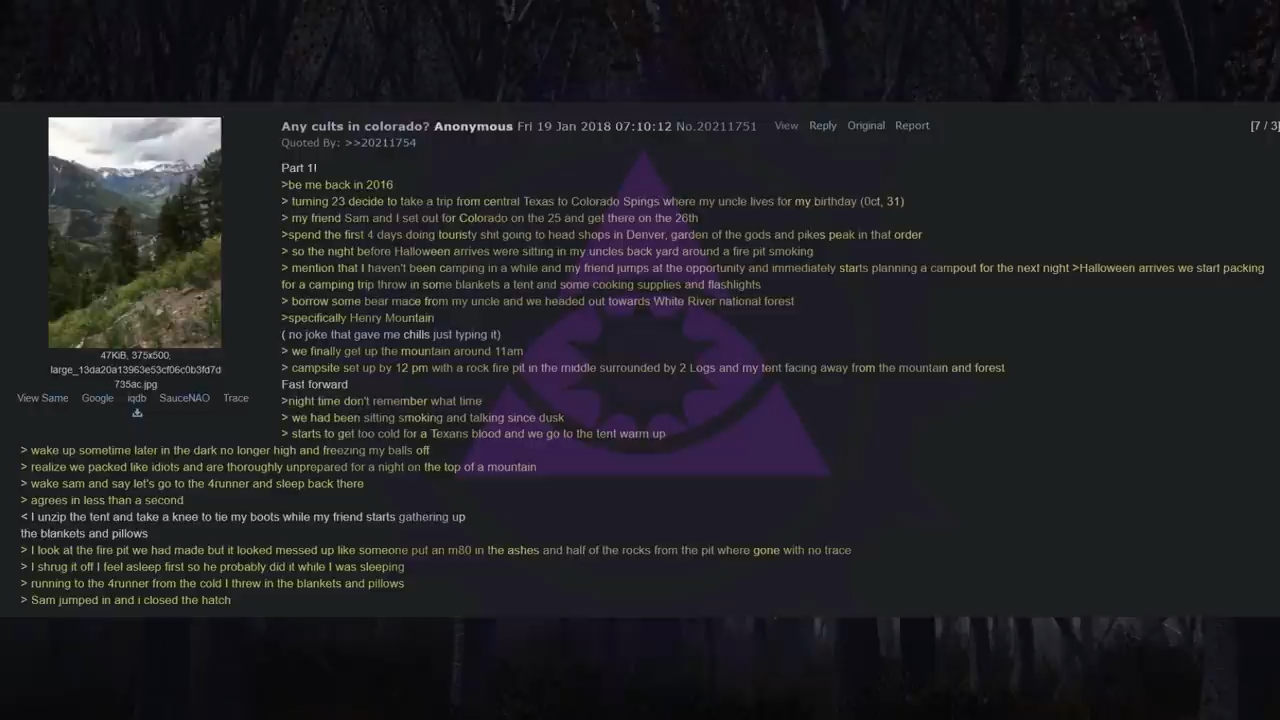 Any cults in colorado? Anonymous Fri 19 Jan 2018 07:10:12 No.20211751 View Reply Original Report [7 / 3]
Quoted By: >>20211754
Part 1!
>be me back in 2016
> turning 23 decide to take a trip from central Texas to Colorado Spings where my uncle lives for my birthday (0ct, 31)
> my friend Sam and I set out for Colorado on the 25 and get there on the 26th
>spend the first 4 days doing touristy shit going to head shops in Denver, garden of the gods and pikes peak in that order
> so the night before Halloween arrives were sitting in my uncles back yard around a fire pit smoking
> mention that I haven't been camping in a while and my friend jumps at the opportunity and immediately starts planning a campout for the next night >Halloween arrives we start packing
for a camping trip throw in some blankets a tent and some cooking supplies and flashlights
> borrow some bear mace from my uncle and we headed out towards White River national forest
>specifically Henry Mountain
( no joke that gave me chills just typing it)
> we finally get up the mountain around 11am
> campsite set up by 12 pm with a rock fire pit in the middle surrounded by 2 Logs and my tent facing away from the mountain and forest
Fast forward
>night time don't remember what time
> we had been sitting smoking and talking since dusk
> starts to get too cold for a Texans blood and we go to the tent warm up
47KiB, 375x500,
large_13da20a13963e53cf06c0b3fd7d
735ac.jpg
View Same Google iqdb SauceNAO Trace
> wake up sometime later in the dark no longer high and freezing my balls off
> realize we packed like idiots and are thoroughly unprepared for a night on the top of a mountain
> wake sam and say let's go to the 4runner and sleep back there
> agrees in less than a second
< I unzip the tent and take a knee to tie my boots while my friend starts gathering up
the blankets and pillows
> I look at the fire pit we had made but it looked messed up like someone put an m80 in the ashes and half of the rocks from the pit where gone with no trace
> I shrug it off I feel asleep first so he probably did it while I was sleeping
> running to the 4runner from the cold I threw in the blankets and pillows
> Sam jumped in and i closed the hatch